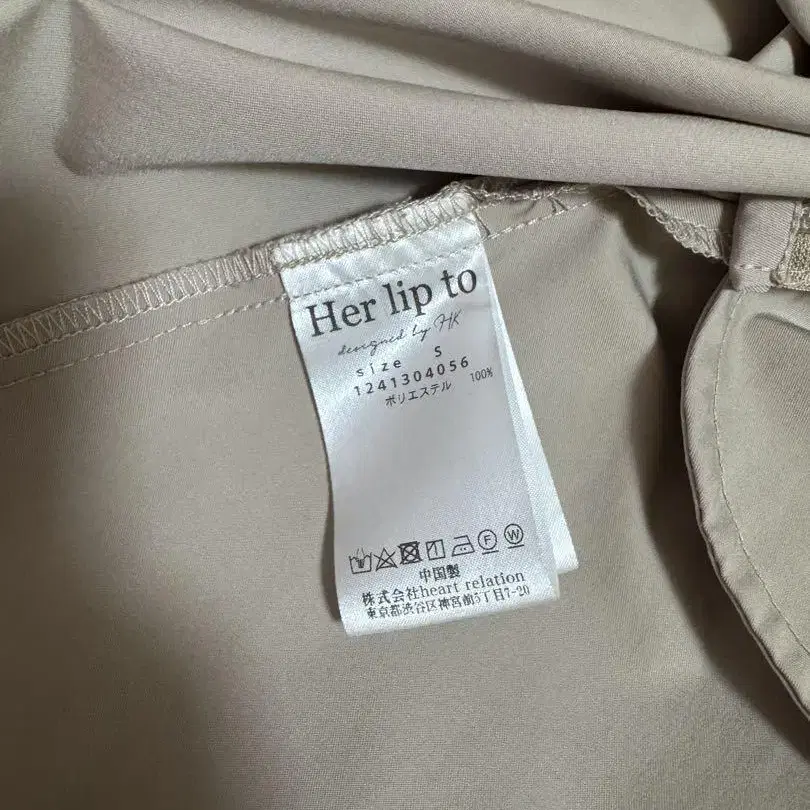 Her lip to
designed by HK
size S
1241304056
ポリエステル 100%
F W
中国製
株式会社heart relation
東京都渋谷区神宮前5丁目7-20